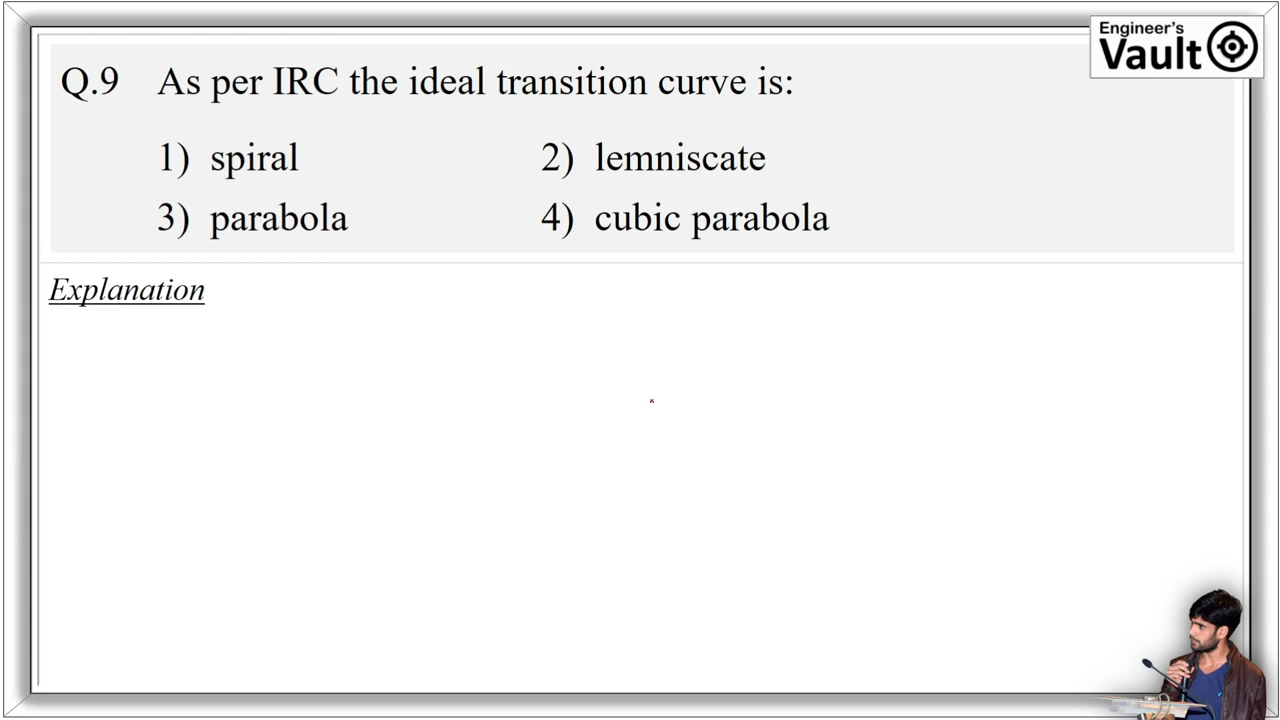 Engineer's
Vault
Q.9 As per IRC the ideal transition curve is:
1) spiral 2) lemniscate
3) parabola 4) cubic parabola
Explanation